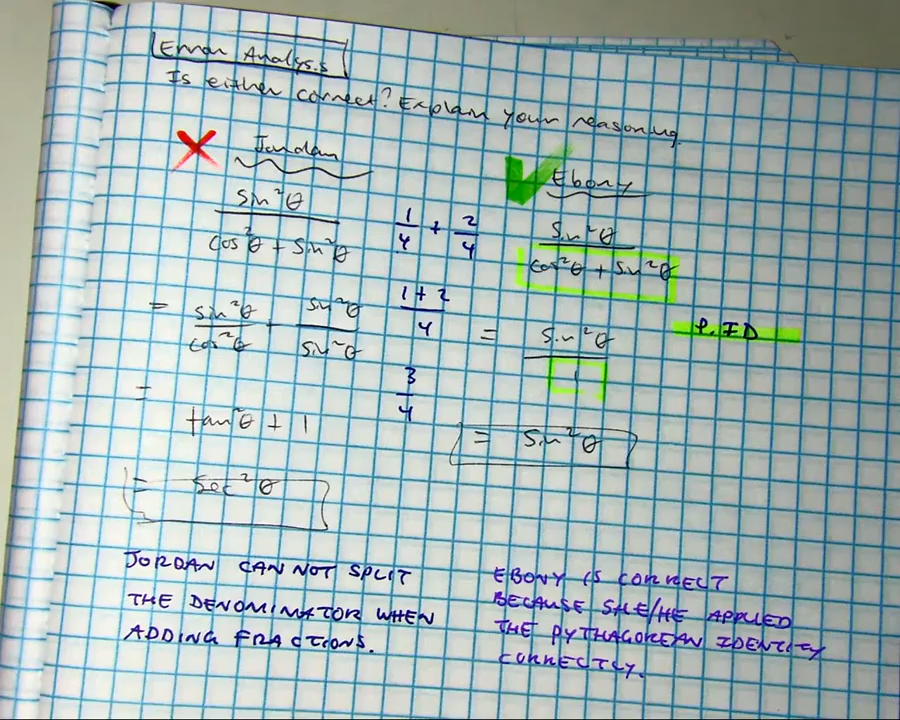 Error Analysis
Is either correct? Explain your reasoning.
Jordan
sin²θ
cos²θ + sin²θ
= sin²θ/cos²θ + sin²θ/sin²θ
= tan²θ + 1
= sec²θ
1/4 + 2/4
1 + 2
4
3
4
Ebony
sin²θ
cos²θ + sin²θ
= sin²θ
1
P. ID
= sin²θ
JORDAN CAN NOT SPLIT
THE DENOMINATOR WHEN
ADDING FRACTIONS.
EBONY IS CORRECT
BECAUSE SHE/HE APPLIED
THE PYTHAGOREAN IDENTITY
CORRECTLY.